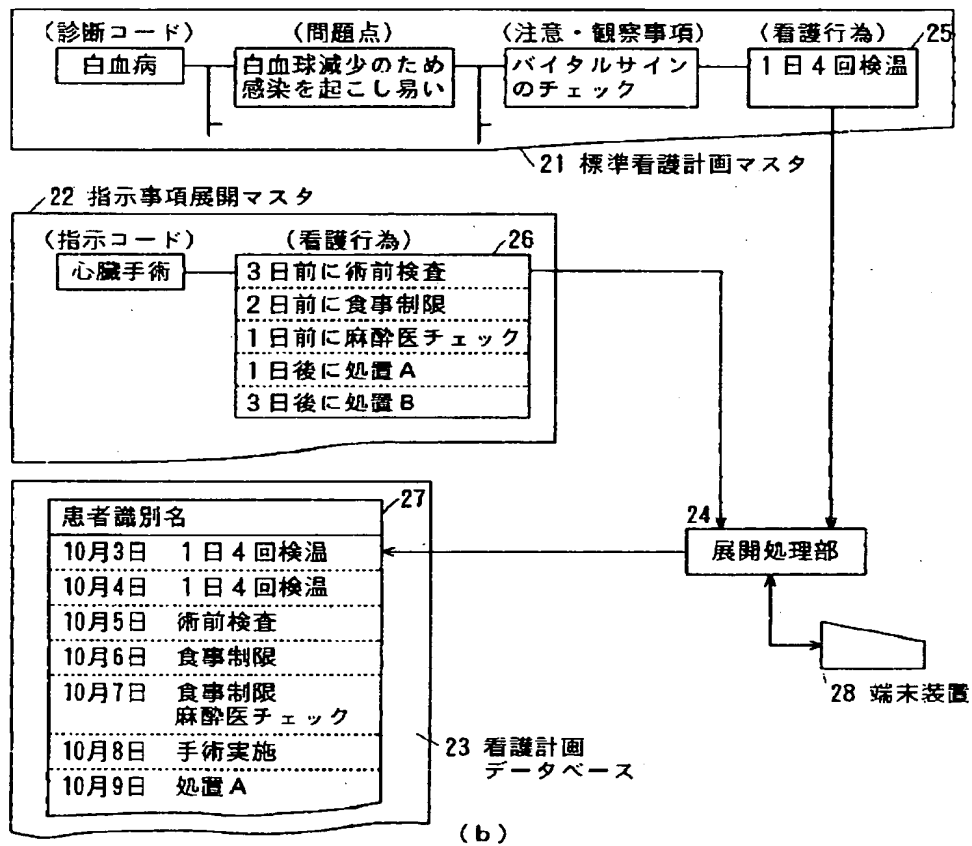 (診断コード) (問題点) (注意・観察事項) (看護行為) 25
白血病 白血球減少のため バイタルサイン 1日4回検温
感染を起こし易い のチェック
21 標準看護計画マスタ
22 指示事項展開マスタ
(指示コード) (看護行為) 26
心臓手術 3日前に術前検査
2日前に食事制限
1日前に麻酔医チェック
1日後に処置A
3日後に処置B
27
患者識別名
24
10月3日 1日4回検温 展開処理部
10月4日 1日4回検温
10月5日 術前検査
10月6日 食事制限
10月7日 食事制限 28 端末装置
麻酔医チェック
10月8日 手術実施 23 看護計画
データベース
10月9日 処置A
(b)